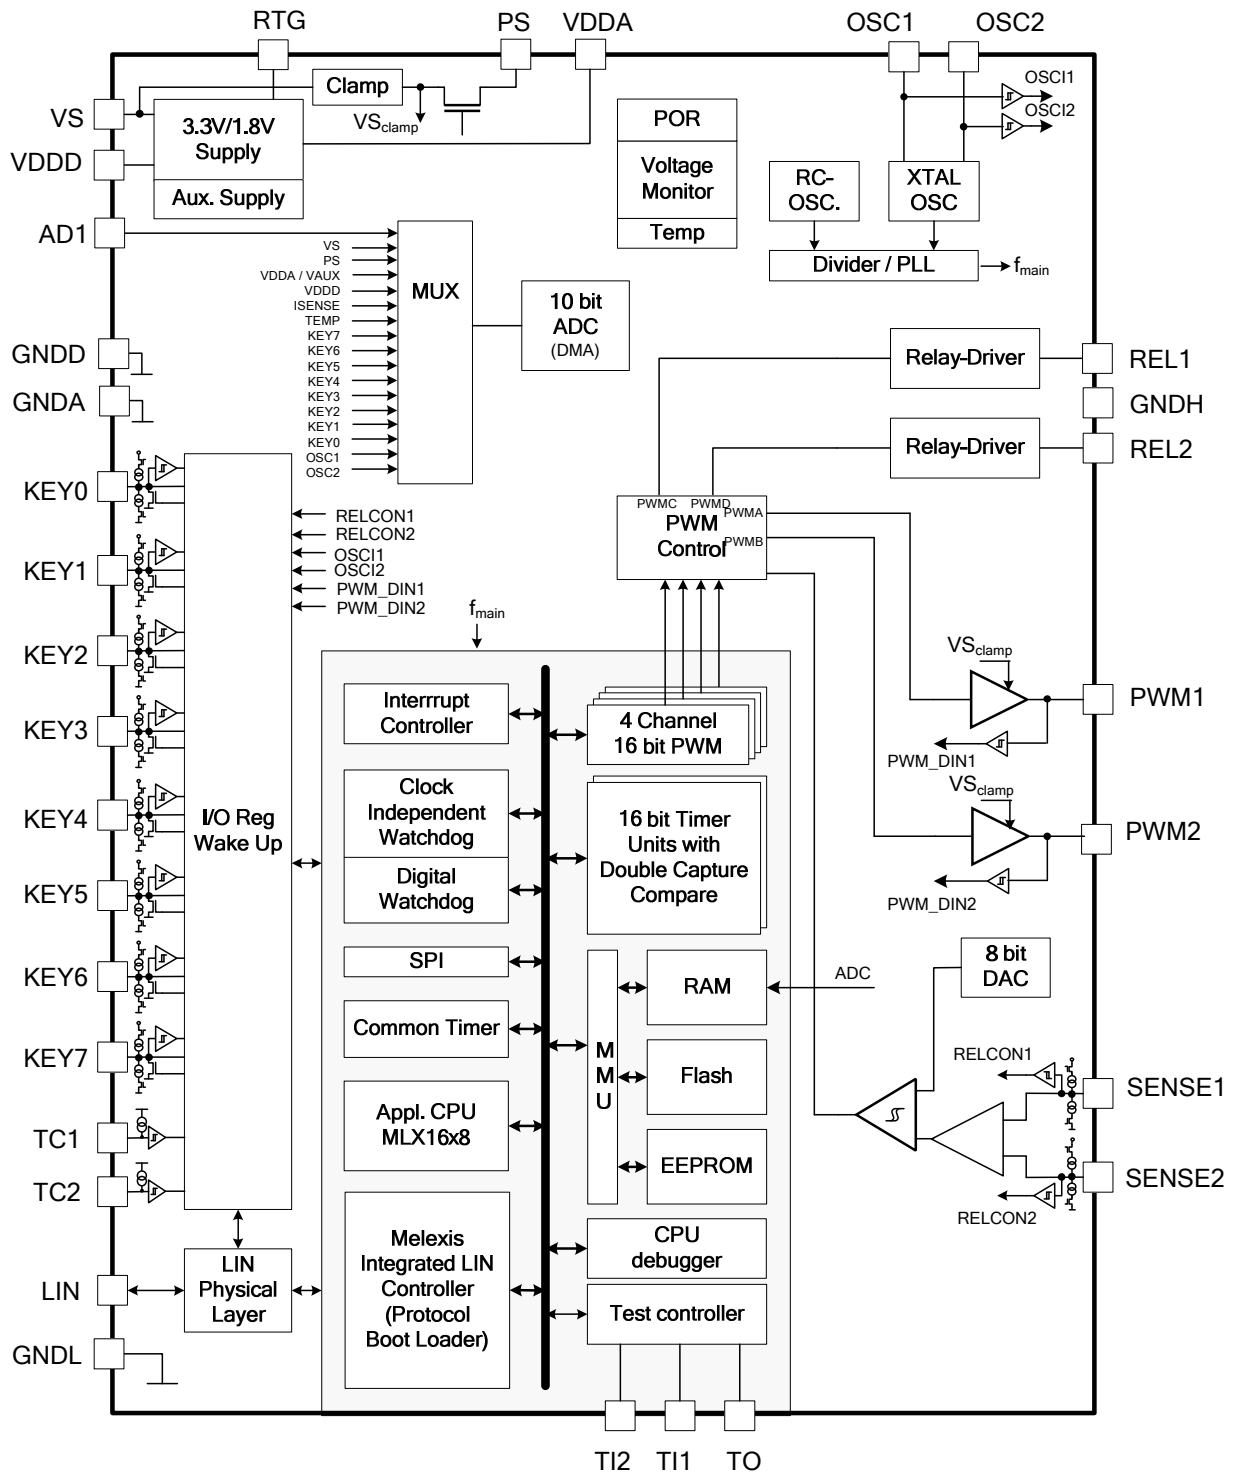 RTG
PS
VDDA
OSC1
OSC2
VS
Clamp
VSclamp
OSCI1
OSCI2
3.3V/1.8V
Supply
Aux. Supply
VDDD
POR
Voltage
Monitor
Temp
RC-
OSC.
XTAL
OSC
Divider / PLL
fmain
AD1
VS
PS
VDDA / VAUX
VDDD
ISENSE
TEMP
KEY7
KEY6
KEY5
KEY4
KEY3
KEY2
KEY1
KEY0
OSC1
OSC2
MUX
10 bit
ADC
(DMA)
GNDD
GNDA
Relay-Driver
REL1
GNDH
Relay-Driver
REL2
PWMC
PWMD
PWMA
PWMB
PWM
Control
KEY0
KEY1
KEY2
KEY3
KEY4
KEY5
KEY6
KEY7
TC1
TC2
LIN
GNDL
I/O Reg
Wake Up
RELCON1
RELCON2
OSCI1
OSCI2
PWM_DIN1
PWM_DIN2
fmain
Interrrupt
Controller
4 Channel
16 bit PWM
Clock
Independent
Watchdog
Digital
Watchdog
16 bit Timer
Units with
Double Capture
Compare
SPI
Common Timer
Appl. CPU
MLX16x8
M
M
U
RAM
Flash
EEPROM
ADC
Melexis
Integrated LIN
Controller
(Protocol
Boot Loader)
CPU
debugger
Test controller
LIN
Physical
Layer
VSclamp
PWM1
PWM_DIN1
VSclamp
PWM2
PWM_DIN2
8 bit
DAC
RELCON1
SENSE1
SENSE2
RELCON2
TI2
TI1
TO